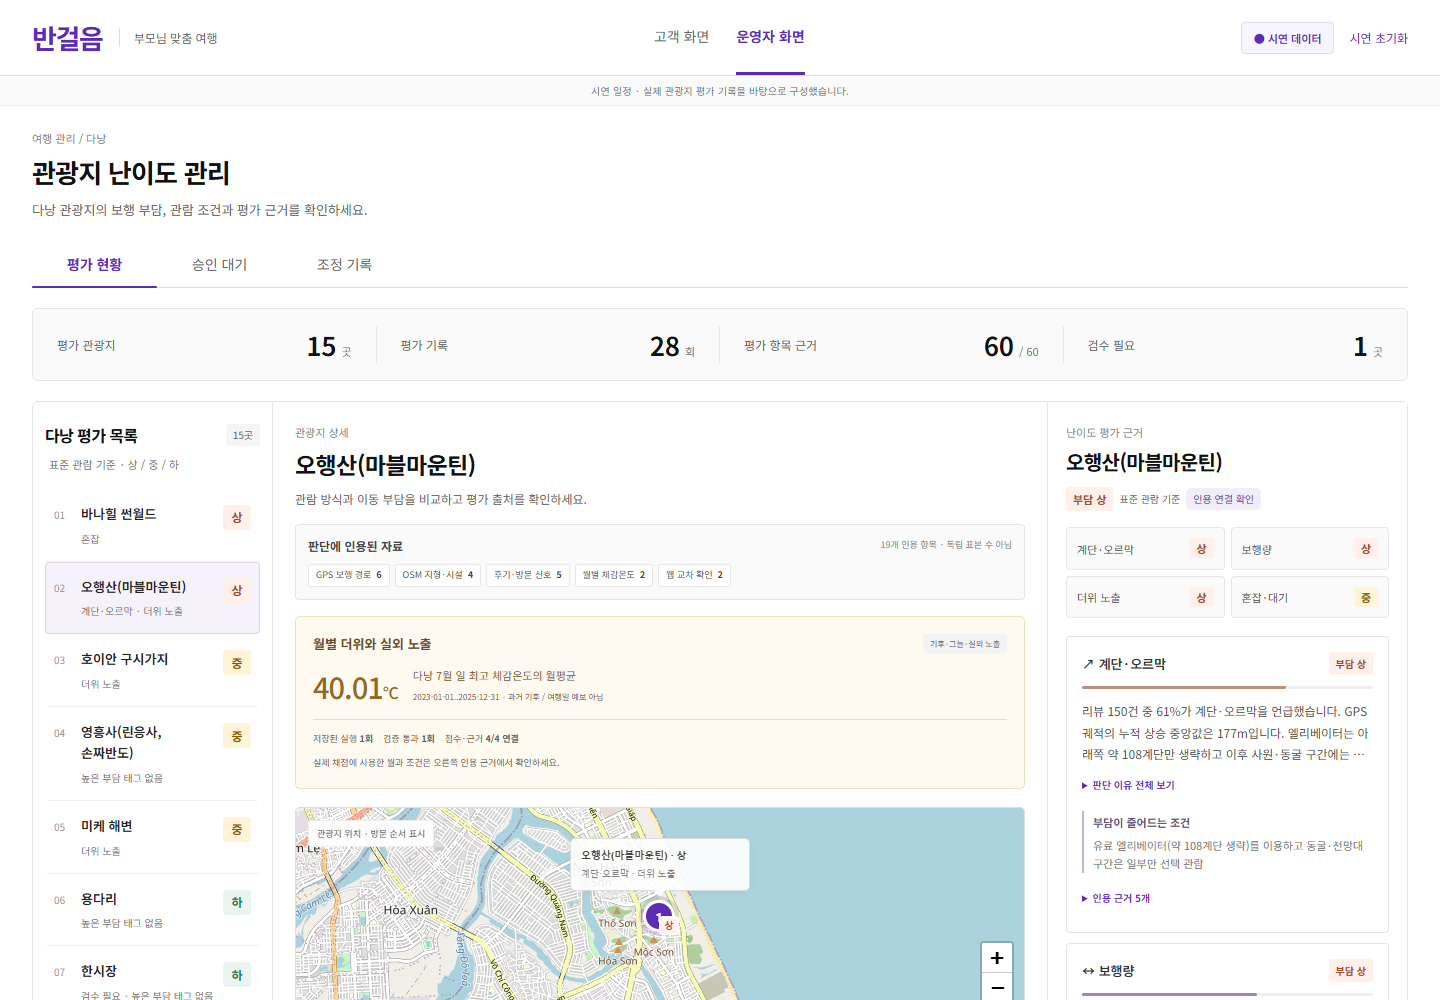 반걸음
부모님 맞춤 여행
고객 화면
운영자 화면
시연 데이터
시연 초기화
시연 일정 · 실제 관광지 평가 기록을 바탕으로 구성했습니다.
여행 관리 / 다낭
관광지 난이도 관리
다낭 관광지의 보행 부담, 관람 조건과 평가 근거를 확인하세요.
평가 현황
승인 대기
조정 기록
평가 관광지 15 곳
평가 기록 28 회
평가 항목 근거 60 / 60
검수 필요 1 곳
다낭 평가 목록 15곳
표준 관람 기준 · 상 / 중 / 하
01 바나힐 썬월드 상
혼잡
02 오행산(마블마운틴) 상
계단·오르막 · 더위 노출
03 호이안 구시가지 중
더위 노출
04 영흥사(린응사, 손짜반도) 중
높은 부담 태그 없음
05 미케 해변 중
더위 노출
06 용다리 하
높은 부담 태그 없음
07 한시장 하
검수 필요 · 높은 부담 태그 없음
관광지 상세
오행산(마블마운틴)
관람 방식과 이동 부담을 비교하고 평가 출처를 확인하세요.
판단에 인용된 자료
19개 인용 항목 · 독립 표본 수 아님
GPS 보행 경로 6
OSM 지형·시설 4
후기·방문 신호 5
월별 체감온도 2
웹 교차 확인 2
월별 더위와 실외 노출
기후·그늘·실외 노출
40.01°C
다낭 7월 일 최고 체감온도의 월평균
2023-01-01..2025-12-31 · 과거 기후 / 여행일 예보 아님
저장된 실행 1회 검증 통과 1회 점수·근거 4/4 연결
실제 채점에 사용한 월과 조건은 오른쪽 인용 근거에서 확인하세요.
관광지 위치 · 방문 순서 표시
오행산(마블마운틴) · 상
계단·오르막 · 더위 노출
Hòa Xuân
Đường Quảng Nam
Thổ Sơn
Mộc Sơn
Hỏa Sơn
1
상
+
−
난이도 평가 근거
오행산(마블마운틴)
부담 상 표준 관람 기준 인용 연결 확인
계단·오르막 상
보행량 상
더위 노출 상
혼잡·대기 중
↗ 계단·오르막 부담 상
리뷰 150건 중 61%가 계단·오르막을 언급했습니다. GPS
궤적의 누적 상승 중앙값은 177m입니다. 엘리베이터는 아
래쪽 약 108계단만 생략하고 이후 사원·동굴 구간에는 …
▶ 판단 이유 전체 보기
부담이 줄어드는 조건
유료 엘리베이터(약 108계단 생략)를 이용하고 동굴·전망대
구간은 일부만 선택 관람
▶ 인용 근거 5개
↔ 보행량 부담 상